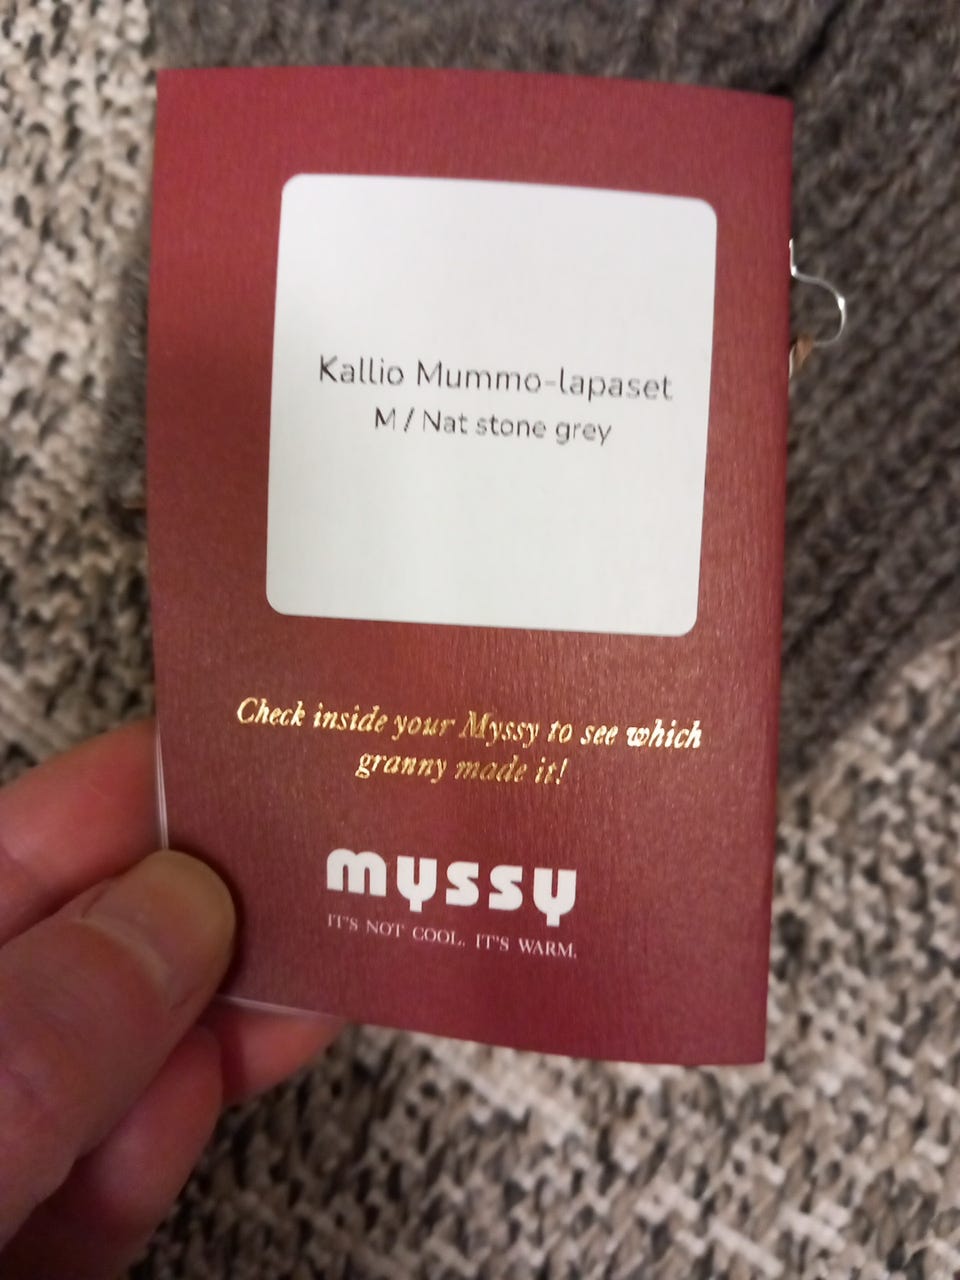 Kallio Mummo-lapaset
M / Nat stone grey
Check inside your Myssy to see which
granny made it!
myssy
IT'S NOT COOL. IT'S WARM.